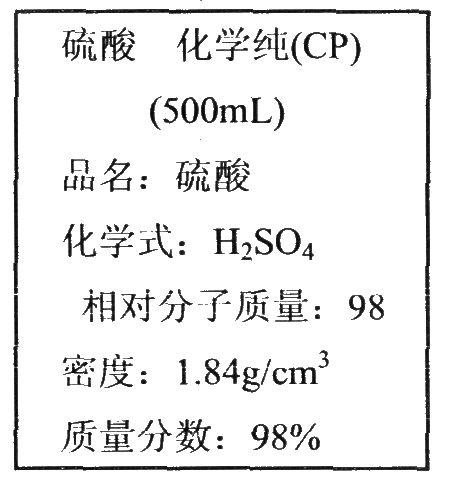 硫酸 化学纯(CP)
(500mL)
品名：硫酸
化学式：H₂SO₄
相对分子质量：98
密度：1.84g/cm³
质量分数：98%